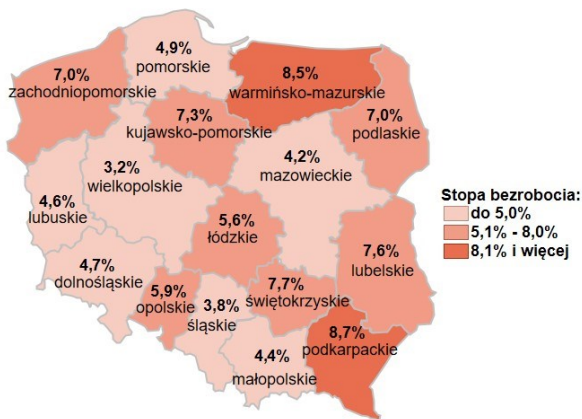 4,9%
pomorskie
7,0%
zachodniopomorskie
8,5%
warmińsko-mazurskie
7,3%
kujawsko-pomorskie
7,0%
podlaskie
3,2%
wielkopolskie
4,2%
mazowieckie
4,6%
lubuskie
5,6%
łódzkie
7,6%
lubelskie
4,7%
dolnośląskie
5,9%
opolskie
3,8%
śląskie
7,7%
świętokrzyskie
8,7%
podkarpackie
4,4%
małopolskie
Stopa bezrobocia:
do 5,0%
5,1% - 8,0%
8,1% i więcej